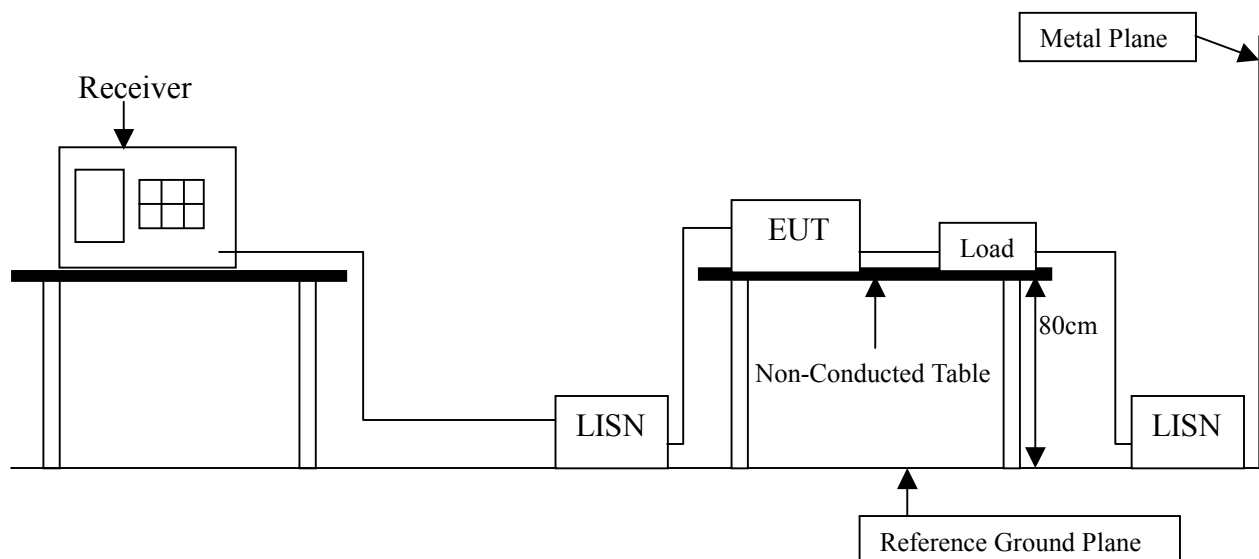 Metal Plane
Receiver
EUT
Load
80cm
Non-Conducted Table
LISN
LISN
Reference Ground Plane